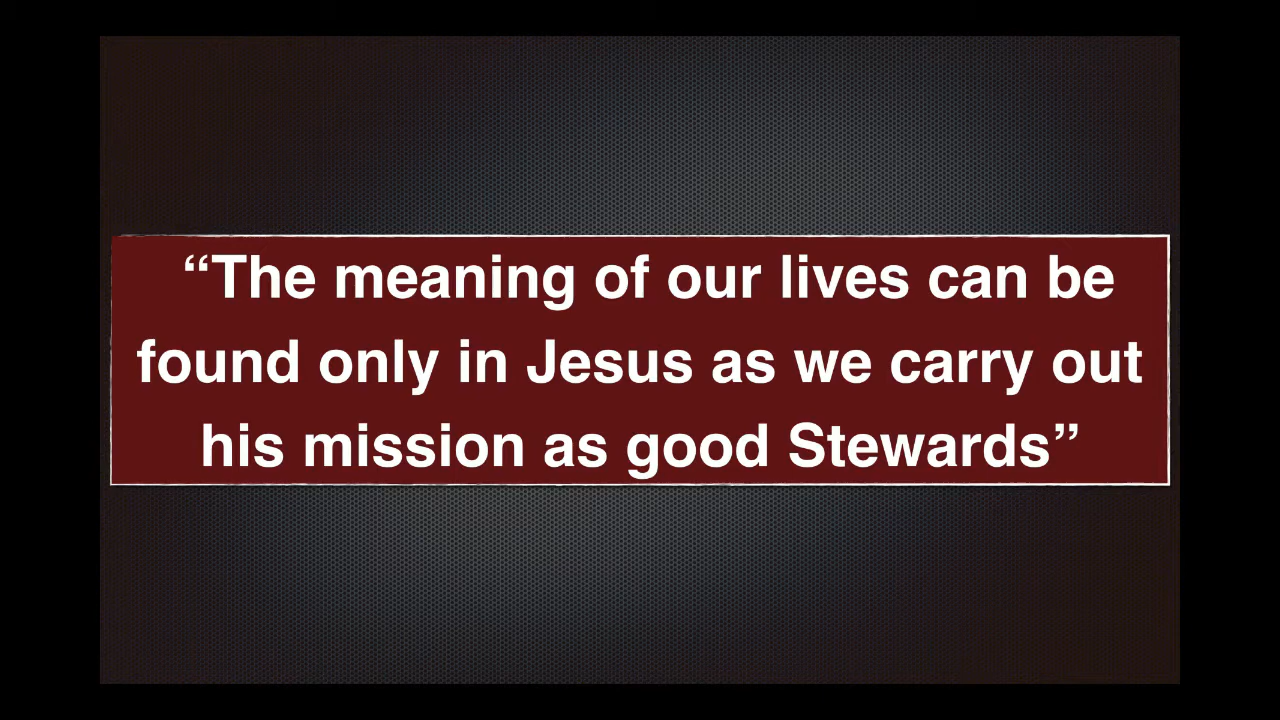 “The meaning of our lives can be
found only in Jesus as we carry out
his mission as good Stewards”